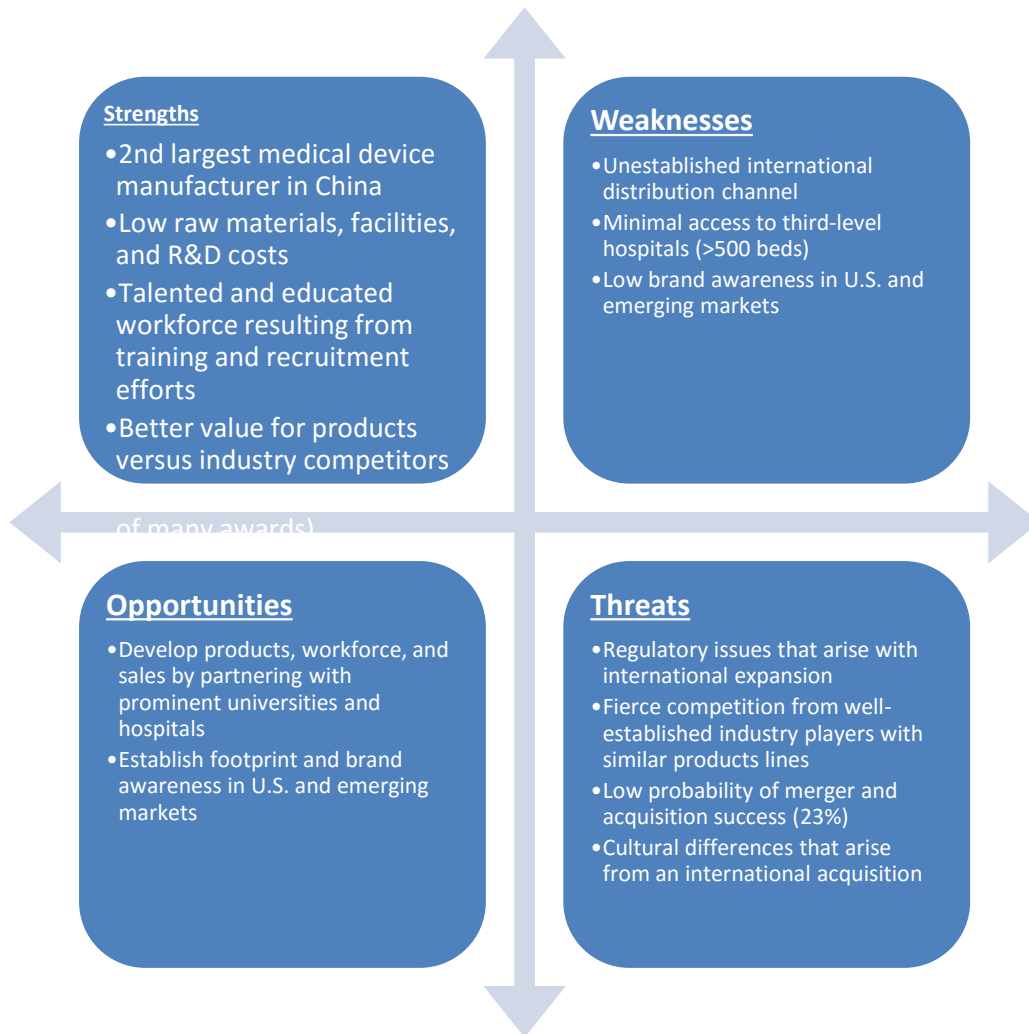 Strengths
•2nd largest medical device
manufacturer in China
•Low raw materials, facilities,
and R&D costs
•Talented and educated
workforce resulting from
training and recruitment
efforts
•Better value for products
versus industry competitors
of many awards)
Weaknesses
•Unestablished international
distribution channel
•Minimal access to third-level
hospitals (>500 beds)
•Low brand awareness in U.S. and
emerging markets
Opportunities
•Develop products, workforce, and
sales by partnering with
prominent universities and
hospitals
•Establish footprint and brand
awareness in U.S. and emerging
markets
Threats
•Regulatory issues that arise with
international expansion
•Fierce competition from well-
established industry players with
similar products lines
•Low probability of merger and
acquisition success (23%)
•Cultural differences that arise
from an international acquisition